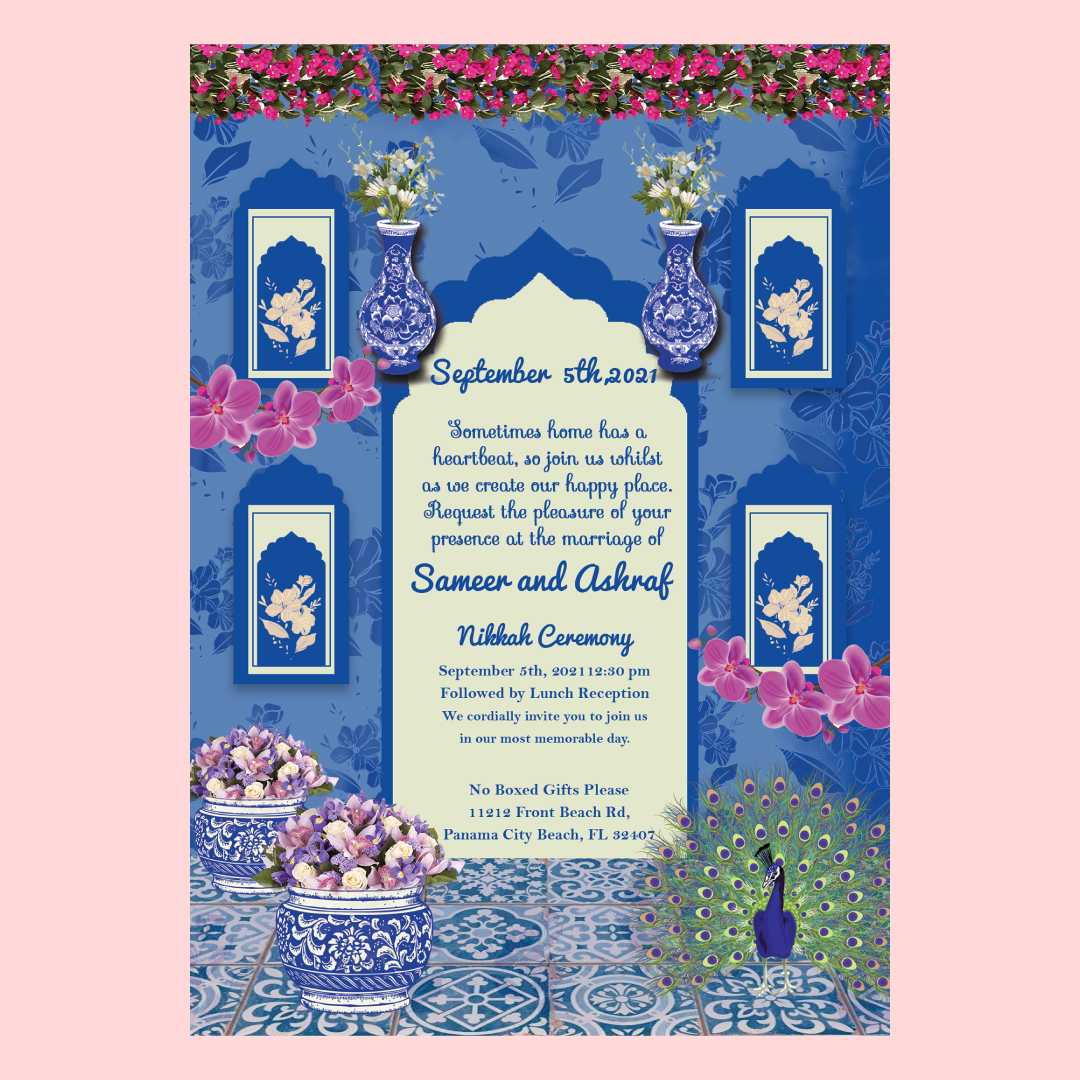 September 5th,2021
Sometimes home has a
heartbeat, so join us whilst
as we create our happy place.
Request the pleasure of your
presence at the marriage of
Sameer and Ashraf
Nikkah Ceremony
September 5th, 202112:30 pm
Followed by Lunch Reception
We cordially invite you to join us
in our most memorable day.
No Boxed Gifts Please
11212 Front Beach Rd,
Panama City Beach, FL 32407